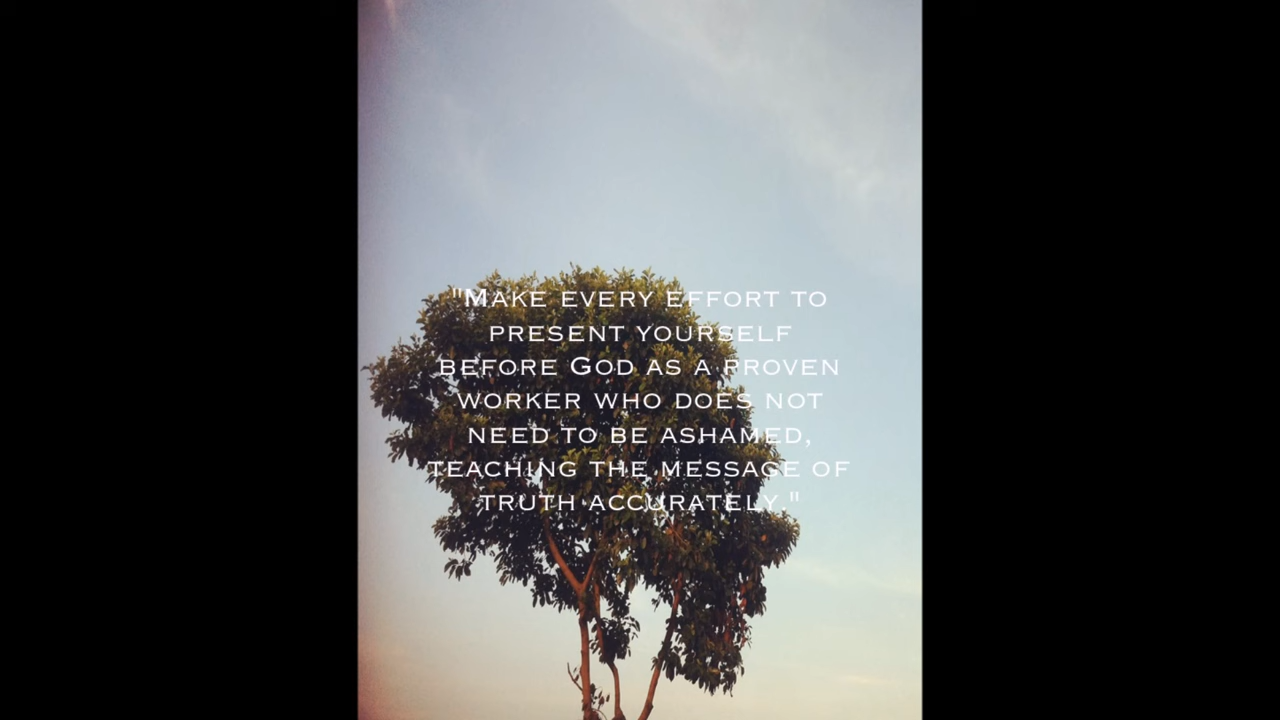 "Make every effort to
present yourself
before God as a proven
worker who does not
need to be ashamed,
teaching the message of
truth accurately."